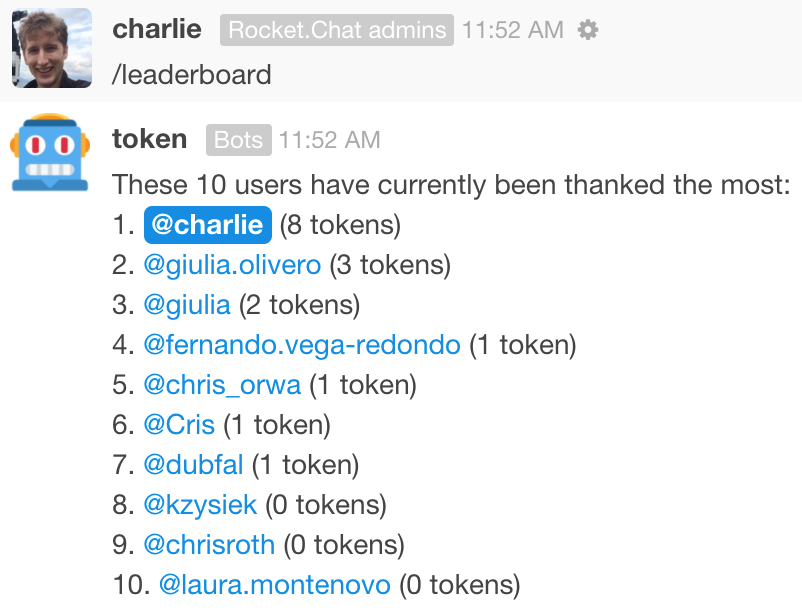 charlie Rocket.Chat admins 11:52 AM
/leaderboard
token Bots 11:52 AM
These 10 users have currently been thanked the most:
1. @charlie (8 tokens)
2. @giulia.olivero (3 tokens)
3. @giulia (2 tokens)
4. @fernando.vega-redondo (1 token)
5. @chris_orwa (1 token)
6. @Cris (1 token)
7. @dubfal (1 token)
8. @kzysiek (0 tokens)
9. @chrisroth (0 tokens)
10. @laura.montenovo (0 tokens)